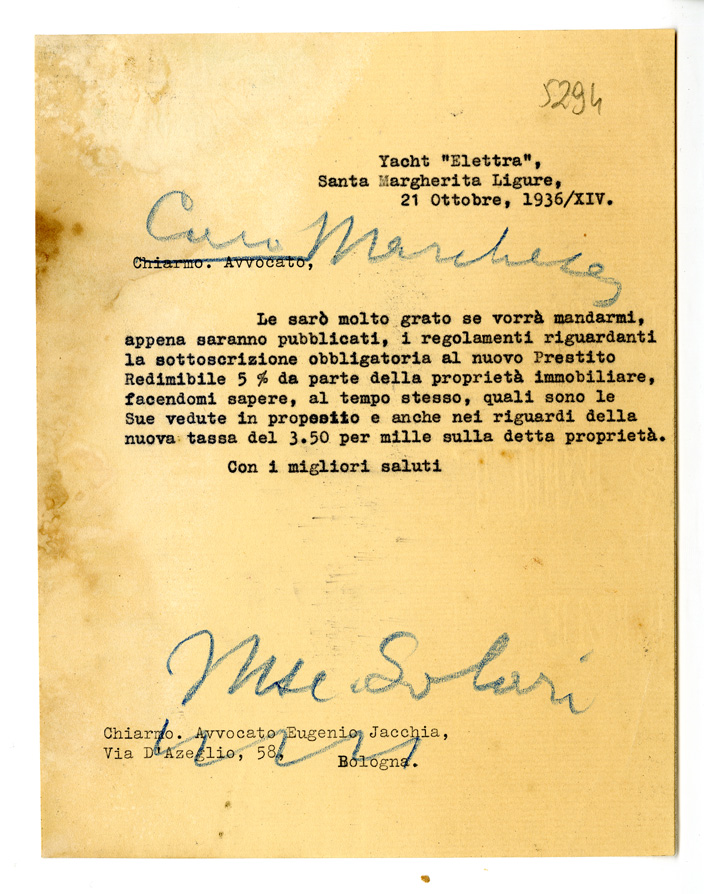 5294
Yacht "Elettra",
Santa Margherita Ligure,
21 Ottobre, 1936/XIV.
Caro Marchese,
Chiarmo. Avvocato,
Le sarò molto grato se vorrà mandarmi,
appena saranno pubblicati, i regolamenti riguardanti
la sottoscrizione obbligatoria al nuovo Prestito
Redimibile 5 % da parte della proprietà immobiliare,
facendomi sapere, al tempo stesso, quali sono le
Sue vedute in proposito e anche nei riguardi della
nuova tassa del 3.50 per mille sulla detta proprietà.
Con i migliori saluti
Mse. Solari
Chiarmo. Avvocato Eugenio Jacchia,
Via D'Azeglio, 58,
Bologna.